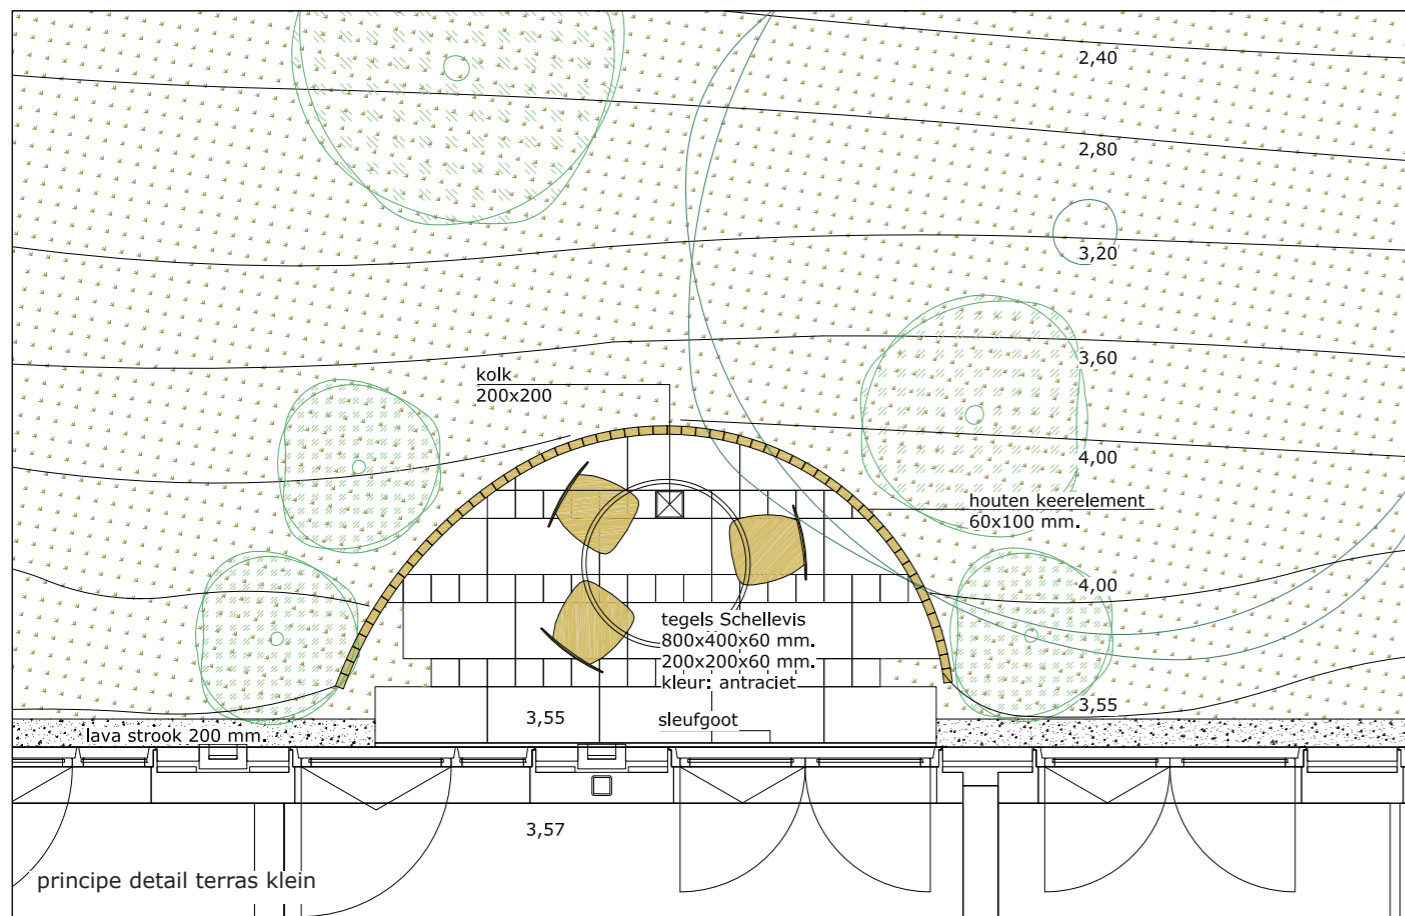 2,40
2,80
3,20
3,60
kolk
200x200
4,00
houten keerelement
60x100 mm.
4,00
tegels Schellevis
800x400x60 mm.
200x200x60 mm.
kleur: antraciet
3,55
3,55
sleufgoot
lava strook 200 mm.
3,57
principe detail terras klein